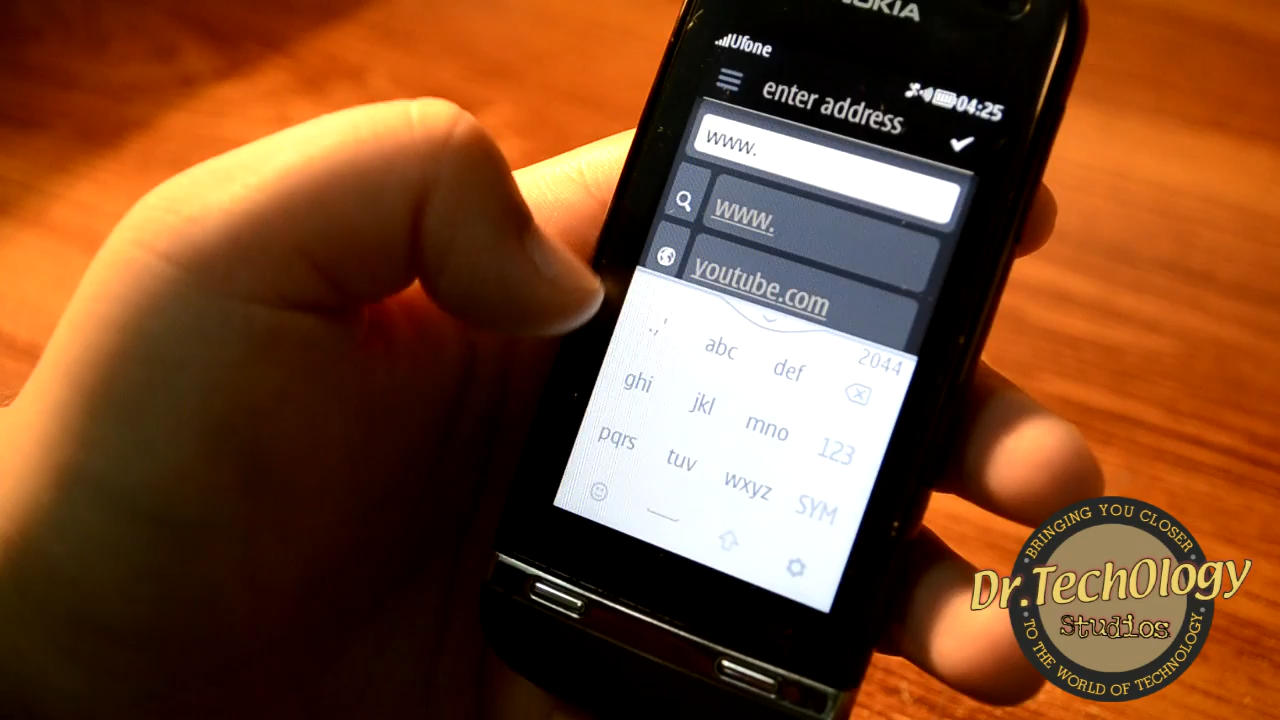 NOKIA
Ufone
04:25
enter address
www.
www.
youtube.com
2044
.,'
abc
def
ghi
jkl
mno
123
pqrs
tuv
wxyz
SYM
BRINGING YOU CLOSER
Dr.TechOlogy
Studios
TO THE WORLD OF TECHNOLOGY